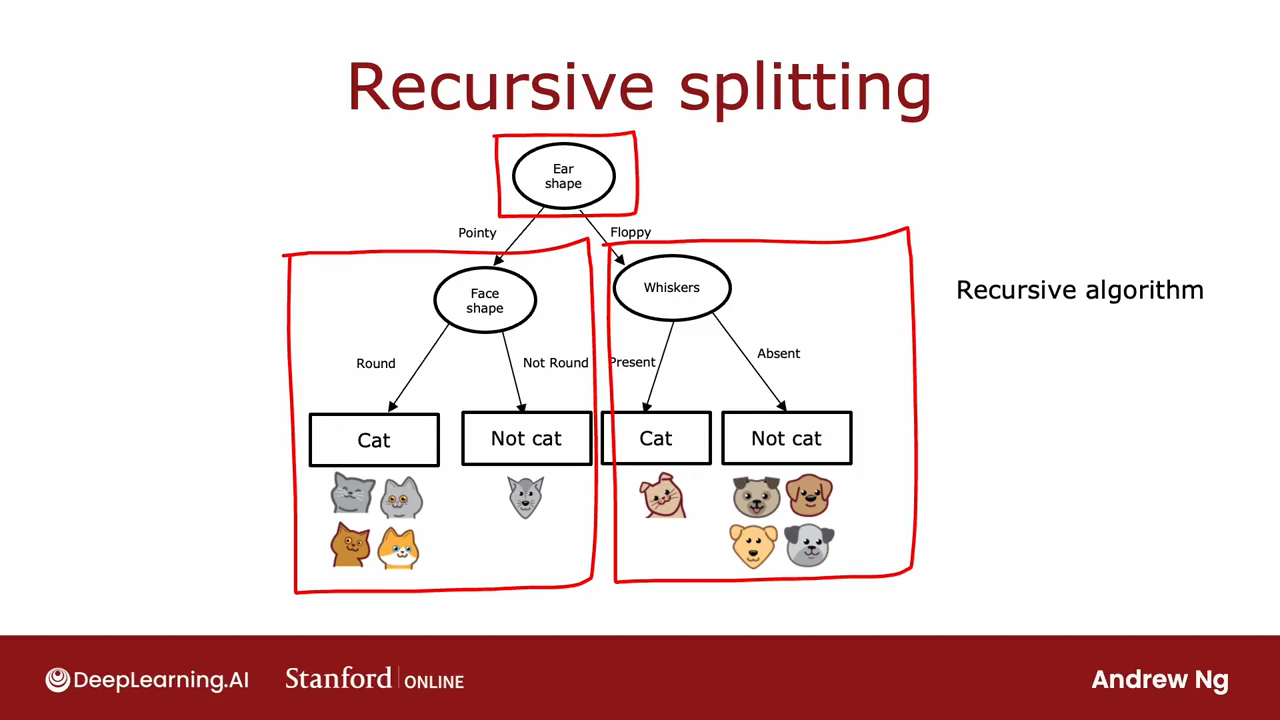 Recursive splitting
Ear
shape
Pointy
Floppy
Face
shape
Whiskers
Recursive algorithm
Round
Not Round
Present
Absent
Cat
Not cat
Cat
Not cat
DeepLearning.AI
Stanford ONLINE
Andrew Ng